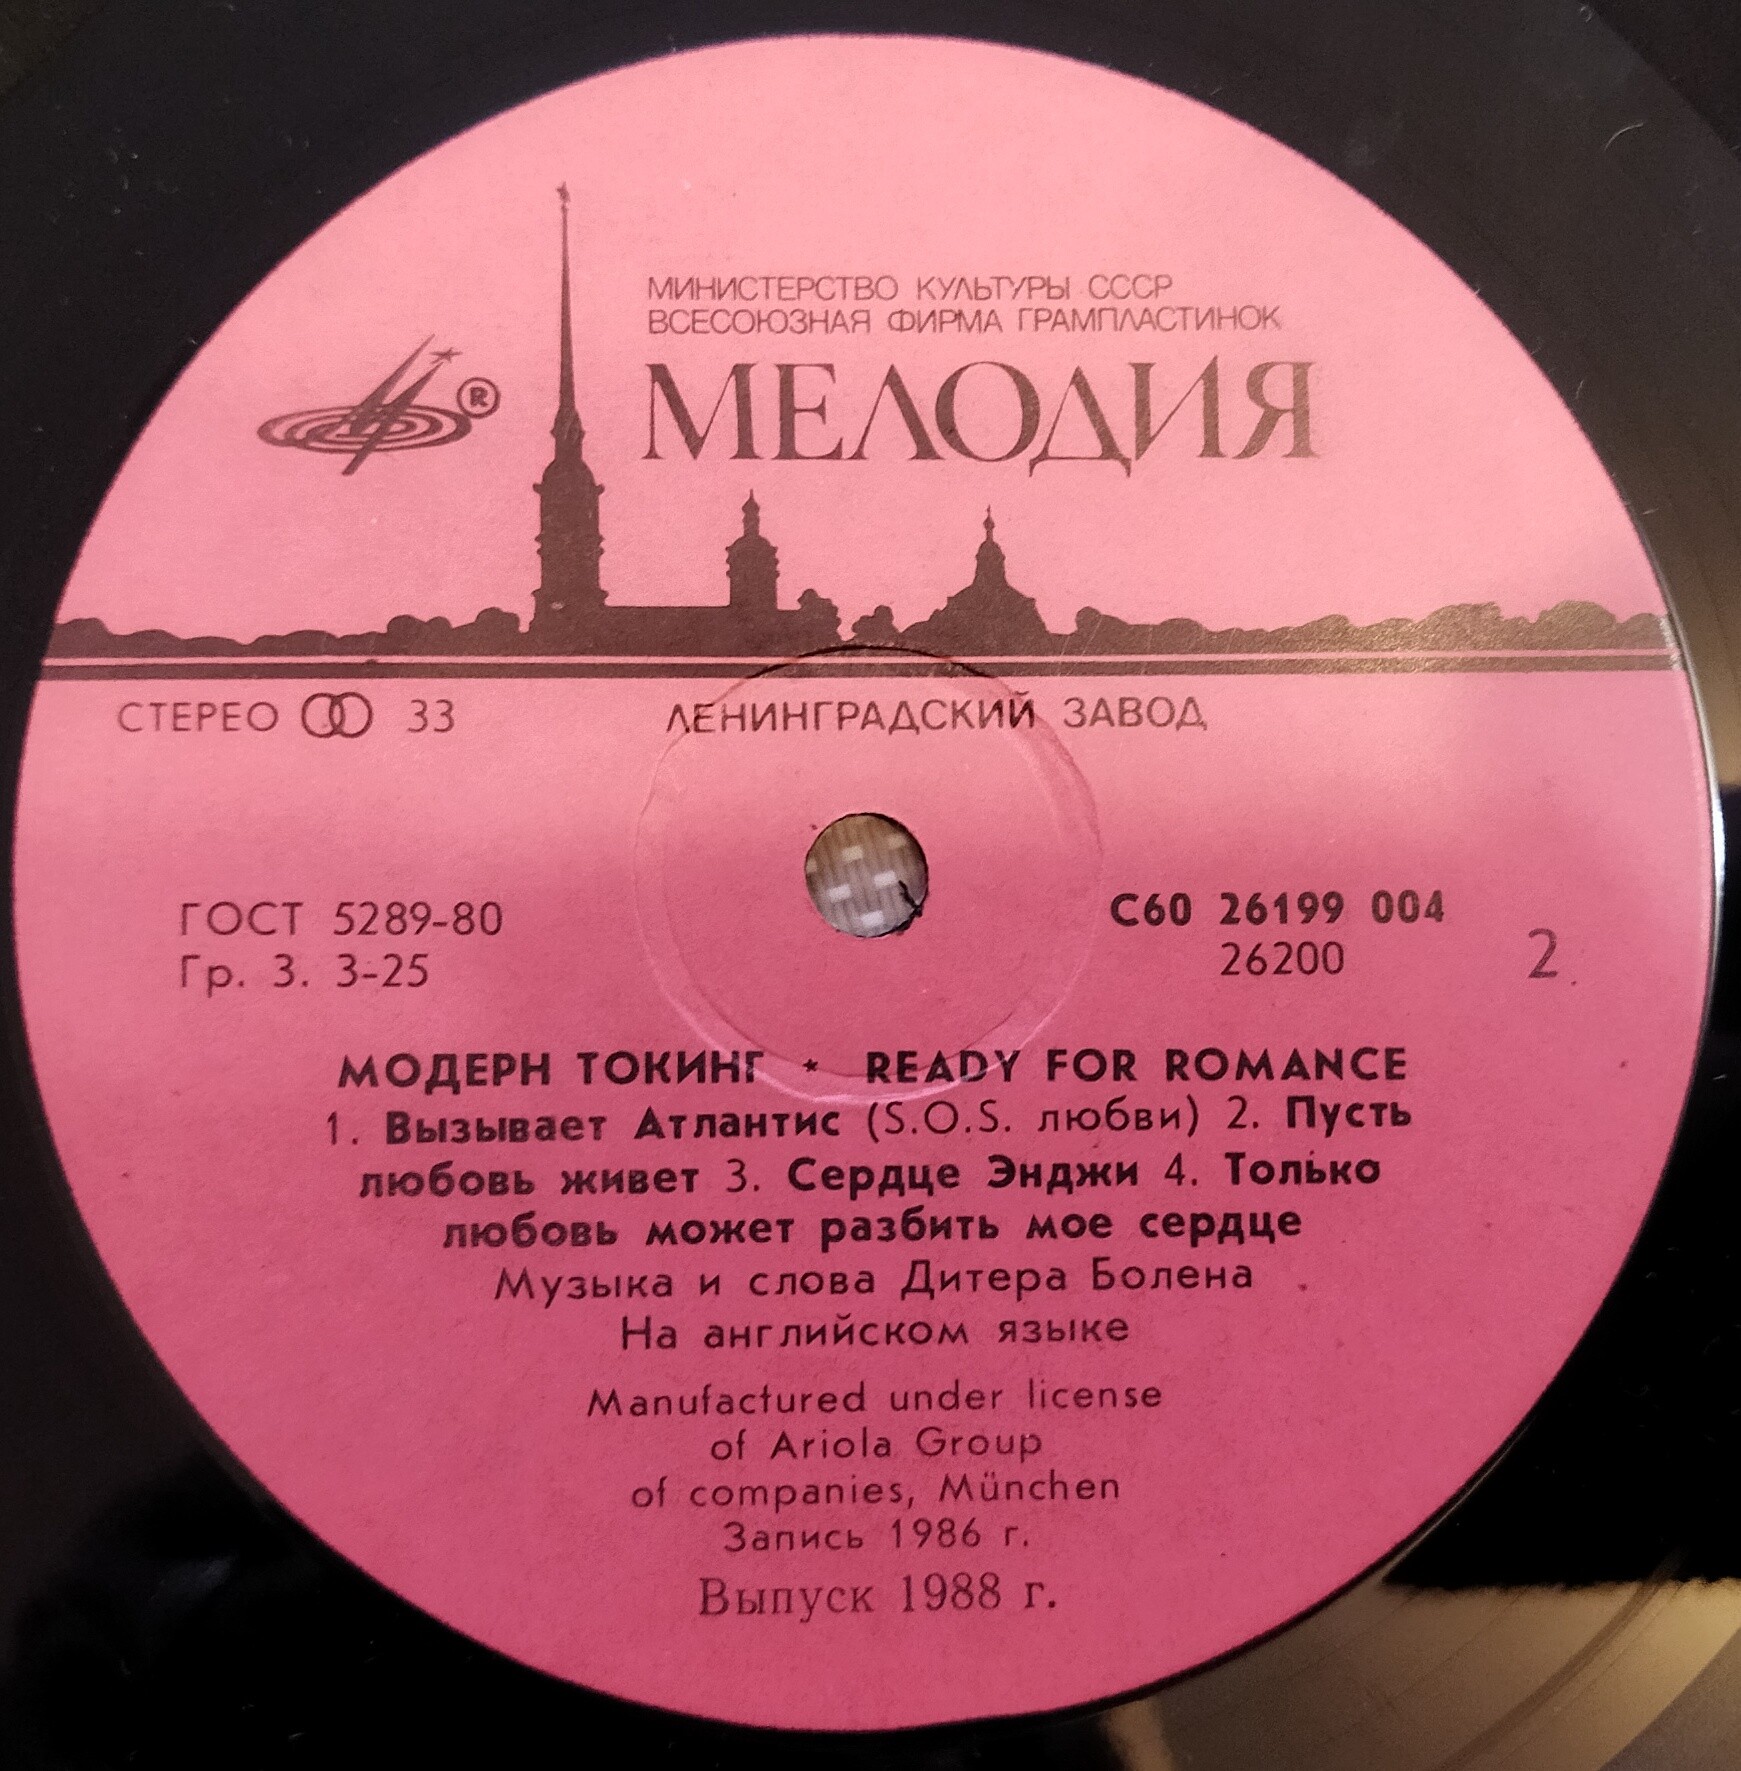 МИНИСТЕРСТВО КУЛЬТУРЫ СССР
ВСЕСОЮЗНАЯ ФИРМА ГРАМПЛАСТИНОК
®
МЕЛОДИЯ
СТЕРЕО 33
ЛЕНИНГРАДСКИЙ ЗАВОД
ГОСТ 5289-80
Гр. 3. 3-25
С60 26199 004
26200
2
МОДЕРН ТОКИНГ * READY FOR ROMANCE
1. Вызывает Атлантис (S.O.S. любви) 2. Пусть
любовь живет 3. Сердце Энджи 4. Только
любовь может разбить мое сердце
Музыка и слова Дитера Болена
На английском языке
Manufactured under license
of Ariola Group
of companies, München
Запись 1986 г.
Выпуск 1988 г.